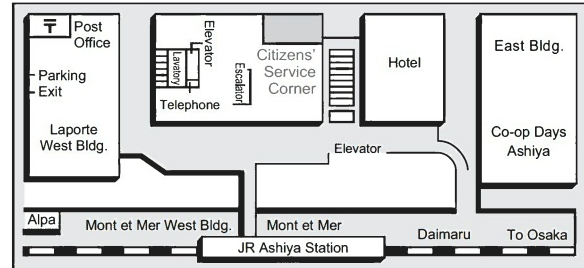 〒 Post
Office
Parking
Exit
Laporte
West Bldg.
Elevator
Lavatory
Escalator
Telephone
Citizens'
Service
Corner
Hotel
East Bldg.
Co-op Days
Ashiya
Elevator
Alpa
Mont et Mer West Bldg.
Mont et Mer
JR Ashiya Station
Daimaru
To Osaka